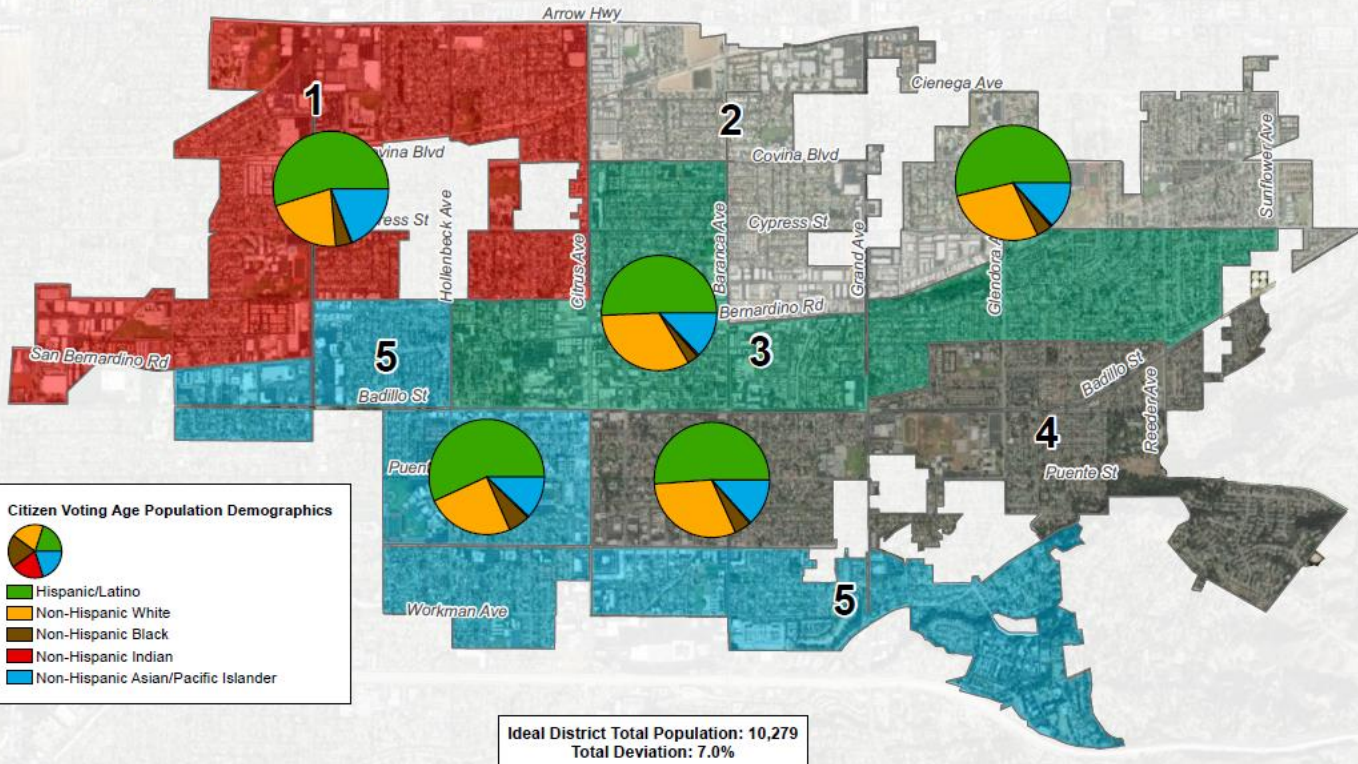 Arrow Hwy
Cienega Ave
1
2
Covina Blvd
vina Blvd
Sunflower Ave
ress St
Cypress St
Hollenbeck Ave
Citrus Ave
Baranca Ave
Grand Ave
Glendora A
Bernardino Rd
San Bernardino Rd
5
3
Badillo St
Badillo St
Reeder Ave
4
Puent
Puente St
Citizen Voting Age Population Demographics
Hispanic/Latino
Non-Hispanic White
Non-Hispanic Black
Non-Hispanic Indian
Non-Hispanic Asian/Pacific Islander
5
Workman Ave
Ideal District Total Population: 10,279
Total Deviation: 7.0%